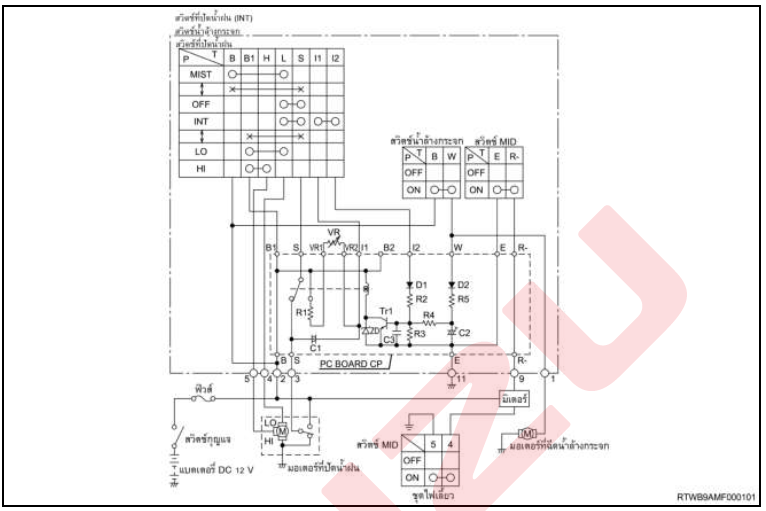 สวิตช์ที่ปัดน้ำฝน (INT)
สวิตช์น้ำล้างกระจก
สวิตช์ที่ปัดน้ำฝน
P T B B1 H L S I1 I2
MIST
OFF
INT
LO
HI
สวิตช์น้ำล้างกระจก
P T B W
OFF
ON
สวิตช์ MID
P T E R-
OFF
ON
VR
B1 S VR1 VR2 I1 B2 I2 W E R-
D1 D2
R2 R5
R1 Tr1 R4
ZD C3 R3 C2
C1
B S PC BOARD CP E R-
5 4 2 3 11 9 1
ฟิวส์
มิเตอร์
LO
M
HI
สวิตช์กุญแจ
แบตเตอรี่ DC 12 V
มอเตอร์ที่ปัดน้ำฝน
สวิตช์ MID
5 4
OFF
ON
ชุดไฟเลี้ยว
M
มอเตอร์ที่ฉีดน้ำล้างกระจก
RTWB9AMF000101
IZU